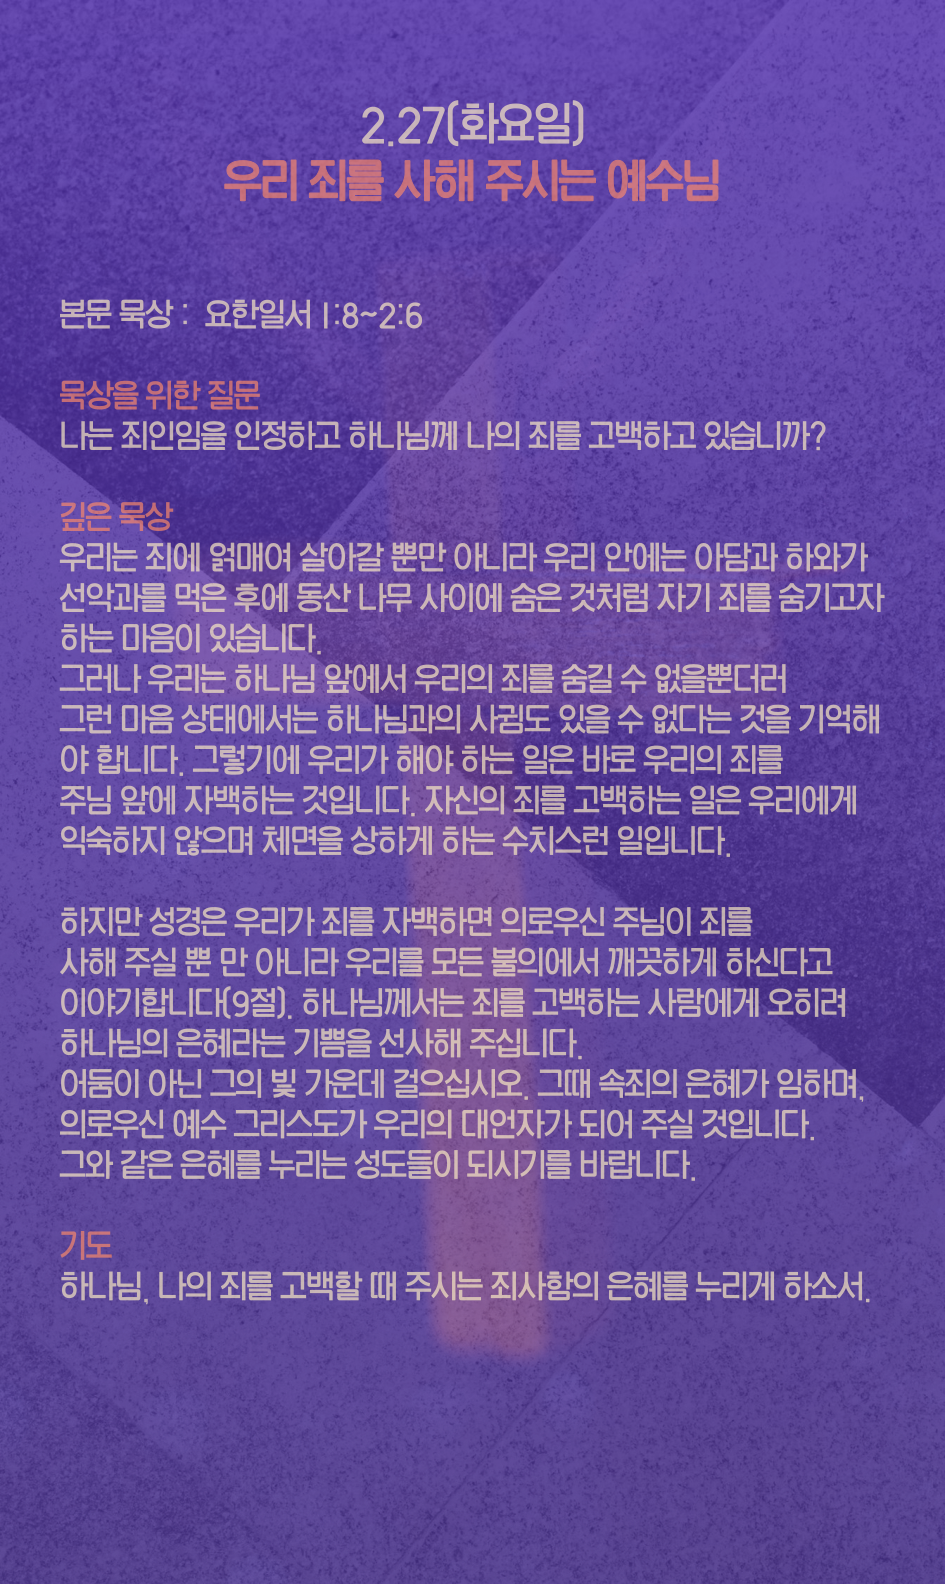 2.27(화요일)
우리 죄를 사해 주시는 예수님
본문 묵상 : 요한일서 1:8~2:6
묵상을 위한 질문
나는 죄인임을 인정하고 하나님께 나의 죄를 고백하고 있습니까?
깊은 묵상
우리는 죄에 얽매여 살아갈 뿐만 아니라 우리 안에는 아담과 하와가
선악과를 먹은 후에 동산 나무 사이에 숨은 것처럼 자기 죄를 숨기고자
하는 마음이 있습니다.
그러나 우리는 하나님 앞에서 우리의 죄를 숨길 수 없을뿐더러
그런 마음 상태에서는 하나님과의 사귐도 있을 수 없다는 것을 기억해
야 합니다. 그렇기에 우리가 해야 하는 일은 바로 우리의 죄를
주님 앞에 자백하는 것입니다. 자신의 죄를 고백하는 일은 우리에게
익숙하지 않으며 체면을 상하게 하는 수치스런 일입니다.
하지만 성경은 우리가 죄를 자백하면 의로우신 주님이 죄를
사해 주실 뿐 만 아니라 우리를 모든 불의에서 깨끗하게 하신다고
이야기합니다(9절). 하나님께서는 죄를 고백하는 사람에게 오히려
하나님의 은혜라는 기쁨을 선사해 주십니다.
어둠이 아닌 그의 빛 가운데 걸으십시오. 그때 속죄의 은혜가 임하며,
의로우신 예수 그리스도가 우리의 대언자가 되어 주실 것입니다.
그와 같은 은혜를 누리는 성도들이 되시기를 바랍니다.
기도
하나님, 나의 죄를 고백할 때 주시는 죄사함의 은혜를 누리게 하소서.